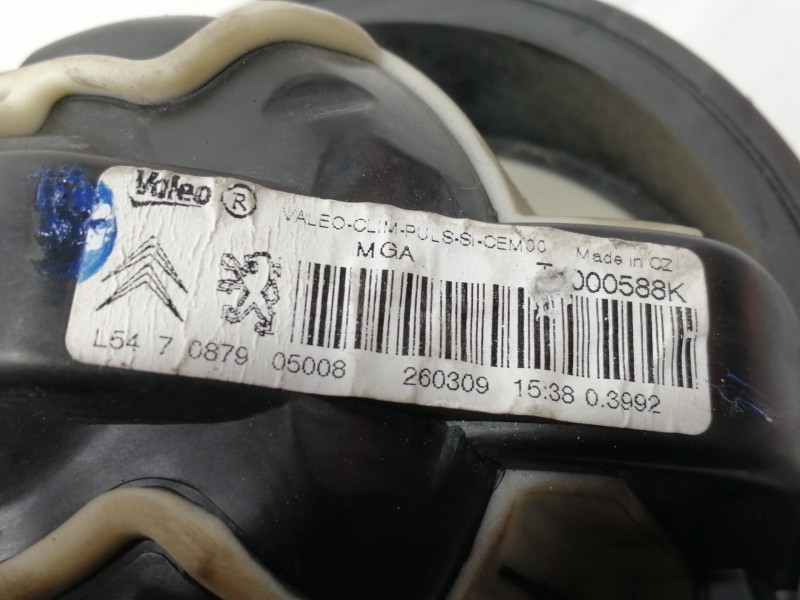 Valeo ®
VALEO-CLIM-PULS-SI-CEM00
MGA
Made in CZ
000588K
L54 7 0879 05008 260309 15:38 0.3992